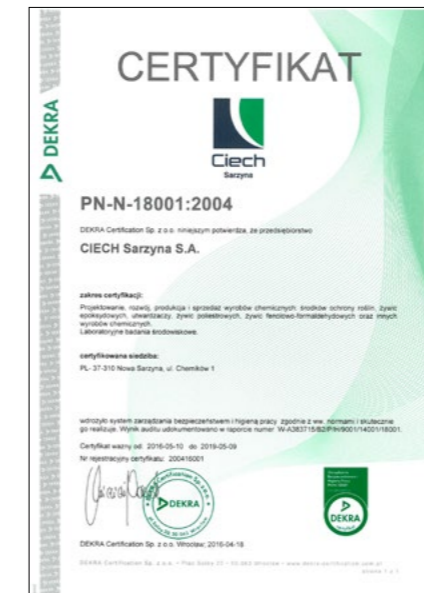 CERTYFIKAT
DEKRA
Ciech
Sarzyna
PN-N-18001:2004
DEKRA Certification Sp. z o.o. niniejszym potwierdza, że przedsiębiorstwo
CIECH Sarzyna S.A.
zakres certyfikacji:
Projektowanie, rozwój, produkcja i sprzedaż wyrobów chemicznych: środków ochrony roślin, żywic
epoksydowych, utwardzaczy, żywic poliestrowych, żywic fenolowo-formaldehydowych oraz innych
wyrobów chemicznych.
Laboratoryjne badania środowiskowe.
certyfikowana siedziba:
PL- 37-310 Nowa Sarzyna, ul. Chemików 1
wdrożyło system zarządzania bezpieczeństwem i higieną pracy zgodnie z ww. normami i skutecznie
go realizuje. Wynik audytu udokumentowano w raporcie numer W-A383715/B2/P/H/9001/14001/18001.
Certyfikat ważny od: 2016-05-10 do 2019-05-09
Nr rejestracyjny certyfikatu: 200418001
DEKRA
DEKRA
DEKRA Certification Sp. z o.o. Wrocław; 2016-04-18